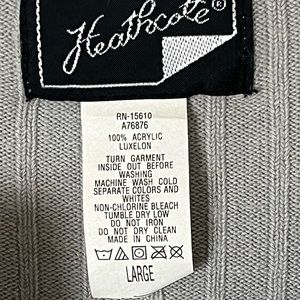 Heathcote®
RN-15610
A76876
100% ACRYLIC
LUXELON
TURN GARMENT
INSIDE OUT BEFORE
WASHING
MACHINE WASH COLD
SEPARATE COLORS AND
WHITES
NON-CHLORINE BLEACH
TUMBLE DRY LOW
DO NOT IRON
DO NOT DRY CLEAN
MADE IN CHINA
LARGE